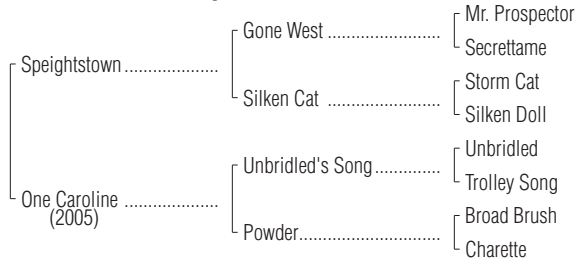 Mr. Prospector
Gone West ........................
Secrettame
Speightstown ....................
Storm Cat
Silken Cat ........................
Silken Doll
Unbridled
Unbridled's Song..............
Trolley Song
One Caroline ....................
(2005)
Broad Brush
Powder..............................
Charette